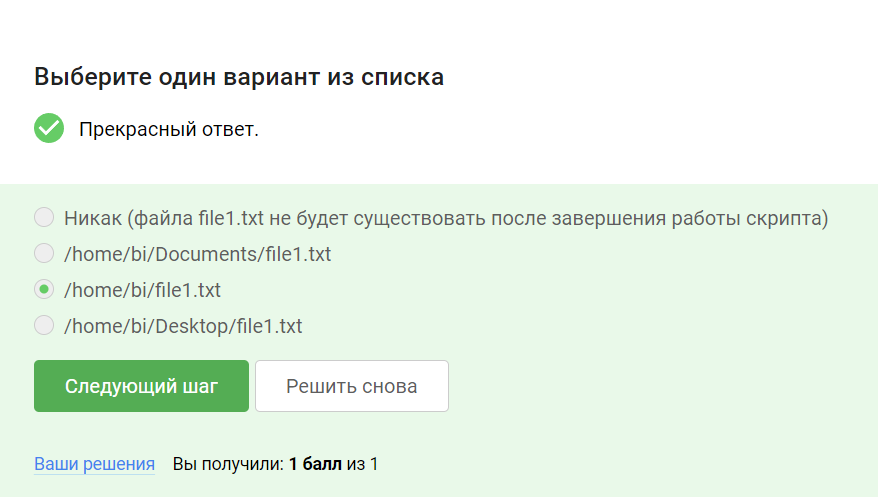 Выберите один вариант из списка
Прекрасный ответ.
Никак (файла file1.txt не будет существовать после завершения работы скрипта)
/home/bi/Documents/file1.txt
/home/bi/file1.txt
/home/bi/Desktop/file1.txt
Следующий шаг Решить снова
Ваши решения Вы получили: 1 балл из 1